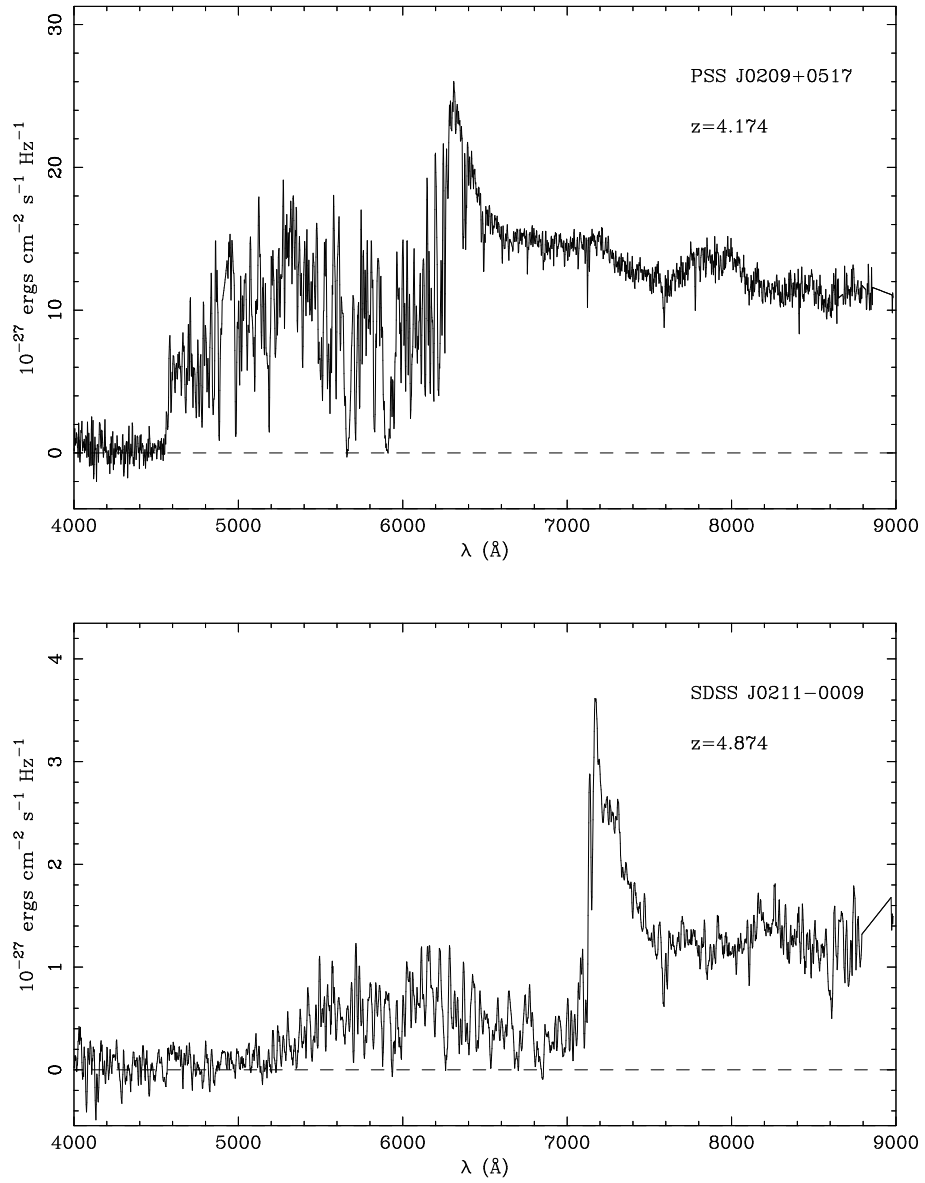 30
20
10
0
10⁻²⁷ ergs cm⁻² s⁻¹ Hz⁻¹
PSS J0209+0517
z=4.174
4000 5000 6000 7000 8000 9000
λ (Å)
4
3
2
1
0
10⁻²⁷ ergs cm⁻² s⁻¹ Hz⁻¹
SDSS J0211−0009
z=4.874
4000 5000 6000 7000 8000 9000
λ (Å)